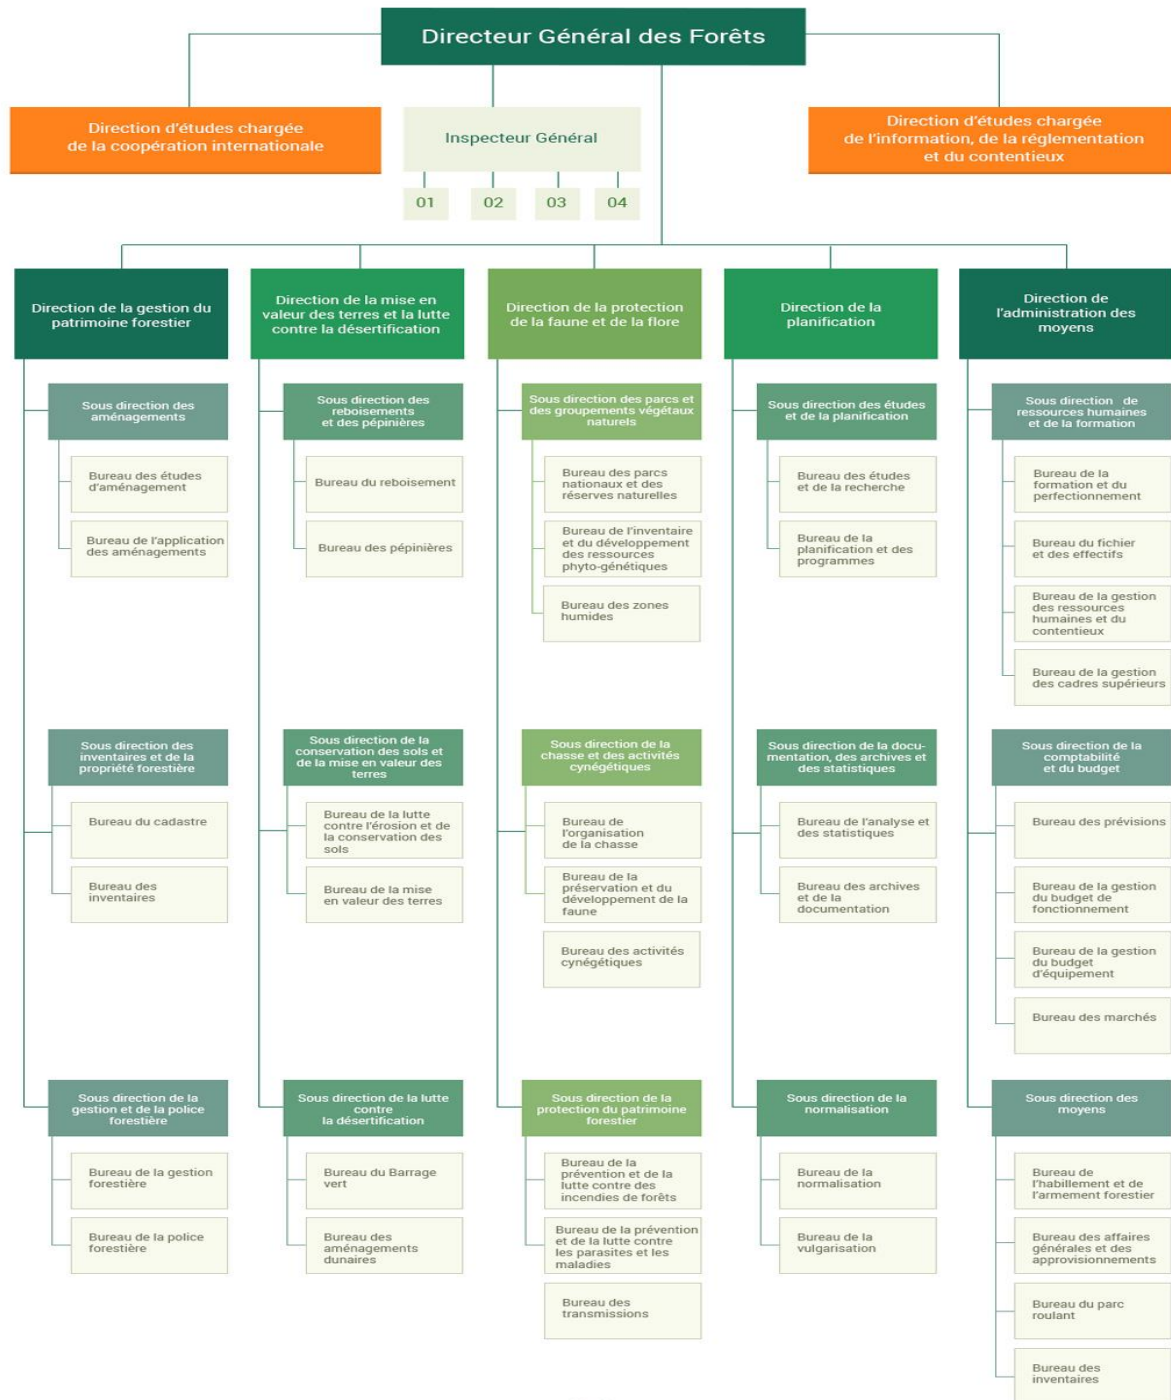 Directeur Général des Forêts
Direction d'études chargée
de la coopération internationale
Inspecteur Général
01
02
03
04
Direction d'études chargée
de l'information, de la réglementation
et du contentieux
Direction de la gestion du
patrimoine forestier
Sous direction des
aménagements
Bureau des études
d'aménagement
Bureau de l'application
des aménagements
Sous direction des
inventaires et de la
propriété forestière
Bureau du cadastre
Bureau des
inventaires
Sous direction de la
gestion et de la police
forestière
Bureau de la gestion
forestière
Bureau de la police
forestière
Direction de la mise en
valeur des terres et la lutte
contre la désertification
Sous direction des
reboisements
et des pépinières
Bureau du reboisement
Bureau des pépinières
Sous direction de la
conservation des sols et
de la mise en valeur des
terres
Bureau de la lutte
contre l'érosion et de
la conservation des
sols
Bureau de la mise
en valeur des terres
Sous direction de la lutte
contre
la désertification
Bureau du Barrage
vert
Bureau des
aménagements
dunaires
Direction de la protection
de la faune et de la flore
Sous direction des parcs et
des groupements végétaux
naturels
Bureau des parcs
nationaux et des
réserves naturelles
Bureau de l'inventaire
et du développement
des ressources
phyto-génétiques
Bureau des zones
humides
Sous direction de la
chasse et des activités
cynégétiques
Bureau de
l'organisation
de la chasse
Bureau de la
préservation et du
développement de la
faune
Bureau des activités
cynégétiques
Sous direction de la
protection du patrimoine
forestier
Bureau de la
prévention et de la
lutte contre des
incendies de forêts
Bureau de la prévention
et de la lutte contre
les parasites et les
maladies
Bureau des
transmissions
Direction de la
planification
Sous direction des études
et de la planification
Bureau des études
et de la recherche
Bureau de la
planification et des
programmes
Sous direction de la docu-
mentation, des archives et
des statistiques
Bureau de l'analyse et
des statistiques
Bureau des archives
et de la
documentation
Sous direction de la
normalisation
Bureau de la
normalisation
Bureau de la
vulgarisation
Direction de
l'administration des
moyens
Sous direction de
ressources humaines
et de la formation
Bureau de la
formation et du
perfectionnement
Bureau du fichier
et des effectifs
Bureau de la gestion
des ressources
humaines et du
contentieux
Bureau de la gestion
des cadres supérieurs
Sous direction de la
comptabilité
et du budget
Bureau des prévisions
Bureau de la gestion
du budget de
fonctionnement
Bureau de la gestion
du budget
d'équipement
Bureau des marchés
Sous direction des
moyens
Bureau de
l'habillement et de
l'armement forestier
Bureau des affaires
générales et des
approvisionnements
Bureau du parc
roulant
Bureau des
inventaires